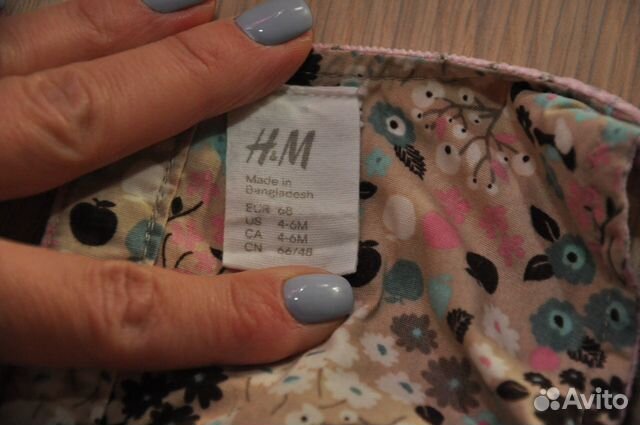 H&M
Made in
Bangladesh
EUR 68
US 4-6M
CA 4-6M
CN 66/48
Avito